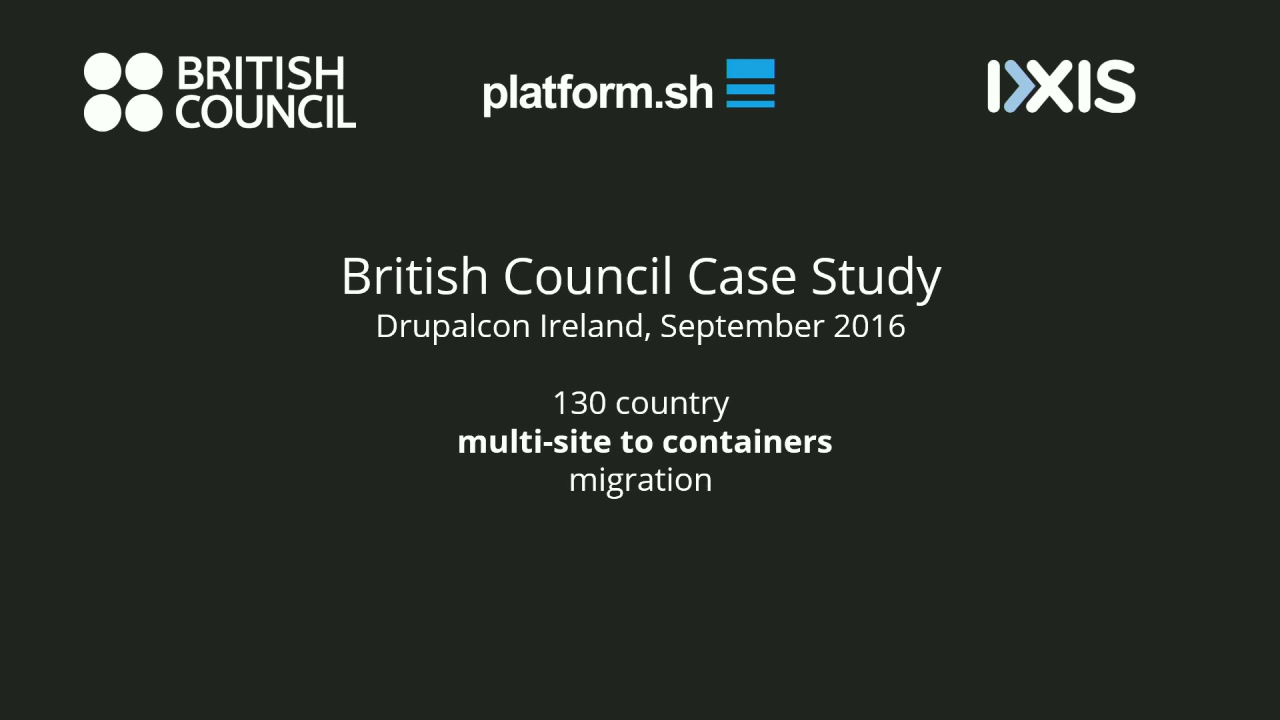 BRITISH
COUNCIL
platform.sh
IXIS
British Council Case Study
Drupalcon Ireland, September 2016
130 country
multi-site to containers
migration